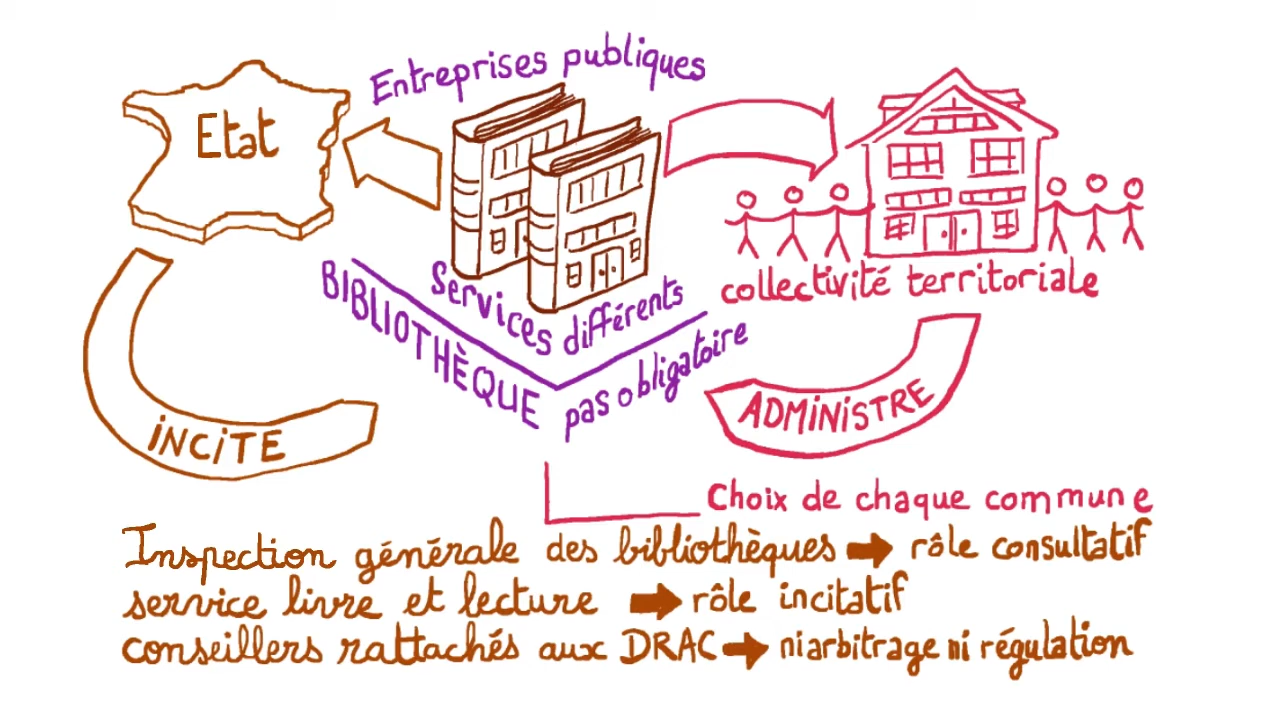 Entreprises publiques
Etat
Services différents
collectivité territoriale
BIBLIOTHÈQUE pas obligatoire
INCITE
ADMINISTRE
Choix de chaque commune
Inspection générale des bibliothèques → rôle consultatif
service livre et lecture → rôle incitatif
conseillers rattachés aux DRAC → ni arbitrage ni régulation